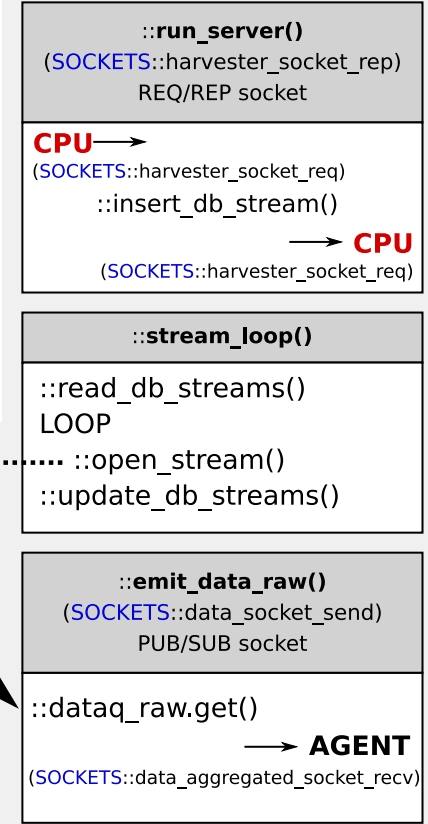 ::run_server()
(SOCKETS::harvester_socket_rep)
REQ/REP socket
CPU
(SOCKETS::harvester_socket_req)
::insert_db_stream()
CPU
(SOCKETS::harvester_socket_req)
::stream_loop()
::read_db_streams()
LOOP
::open_stream()
::update_db_streams()
::emit_data_raw()
(SOCKETS::data_socket_send)
PUB/SUB socket
::dataq_raw.get()
AGENT
(SOCKETS::data_aggregated_socket_recv)